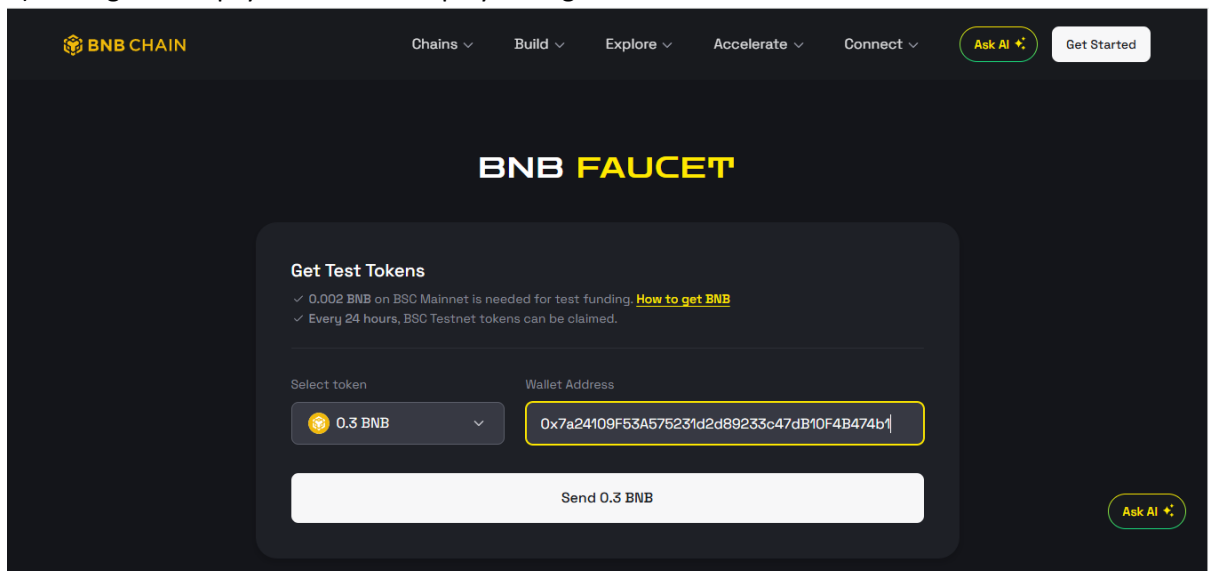 BNB CHAIN
Chains
Build
Explore
Accelerate
Connect
Ask AI
Get Started
BNB FAUCET
Get Test Tokens
0.002 BNB on BSC Mainnet is needed for test funding. How to get BNB
Every 24 hours, BSC Testnet tokens can be claimed.
Select token
Wallet Address
0.3 BNB
0x7a24109F53A575231d2d89233c47dB10F4B474b1
Send 0.3 BNB
Ask AI